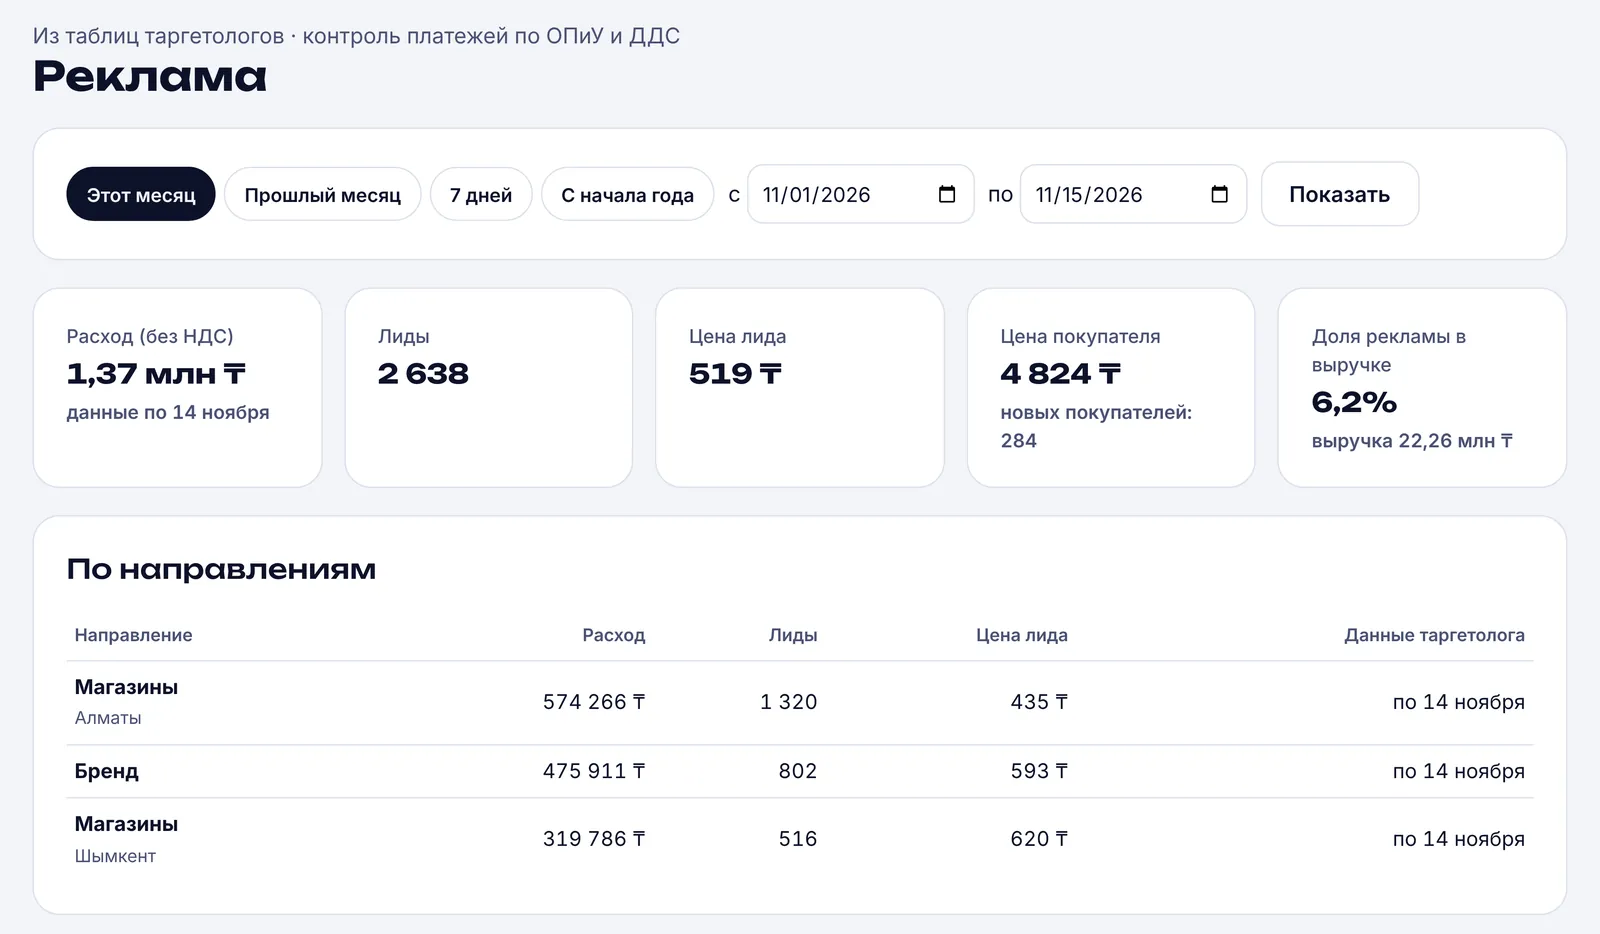 Из таблиц таргетологов · контроль платежей по ОПиУ и ДДС
Реклама
Этот месяц Прошлый месяц 7 дней С начала года с 11/01/2026 по 11/15/2026 Показать
Расход (без НДС)
1,37 млн ₸
данные по 14 ноября
Лиды
2 638
Цена лида
519 ₸
Цена покупателя
4 824 ₸
новых покупателей:
284
Доля рекламы в
выручке
6,2%
выручка 22,26 млн ₸
По направлениям
Направление Расход Лиды Цена лида Данные таргетолога
Магазины
Алматы
574 266 ₸ 1 320 435 ₸ по 14 ноября
Бренд 475 911 ₸ 802 593 ₸ по 14 ноября
Магазины
Шымкент
319 786 ₸ 516 620 ₸ по 14 ноября